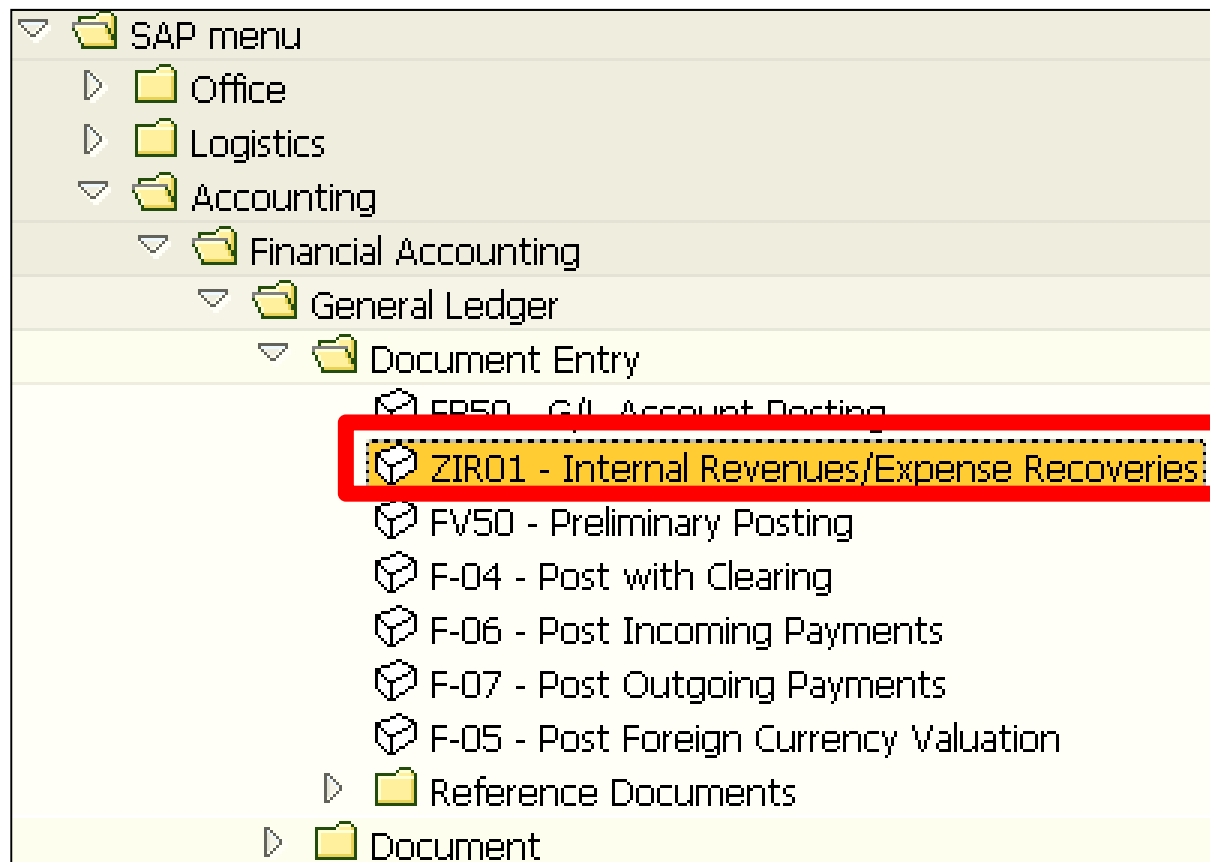 SAP menu
Office
Logistics
Accounting
Financial Accounting
General Ledger
Document Entry
G/L Account Posting
ZIR01 - Internal Revenues/Expense Recoveries
FV50 - Preliminary Posting
F-04 - Post with Clearing
F-06 - Post Incoming Payments
F-07 - Post Outgoing Payments
F-05 - Post Foreign Currency Valuation
Reference Documents
Document